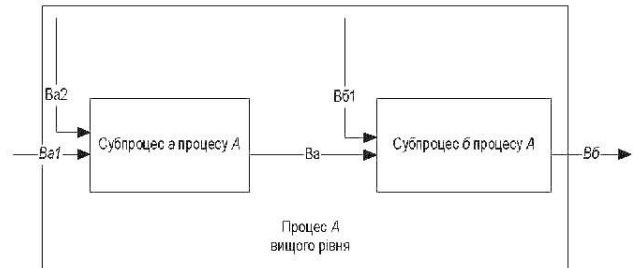 Ва2
Вб1
Субпроцес а процесу А
Субпроцес б процесу А
Ва1
Ва
Вб
Процес А
вищого рівня